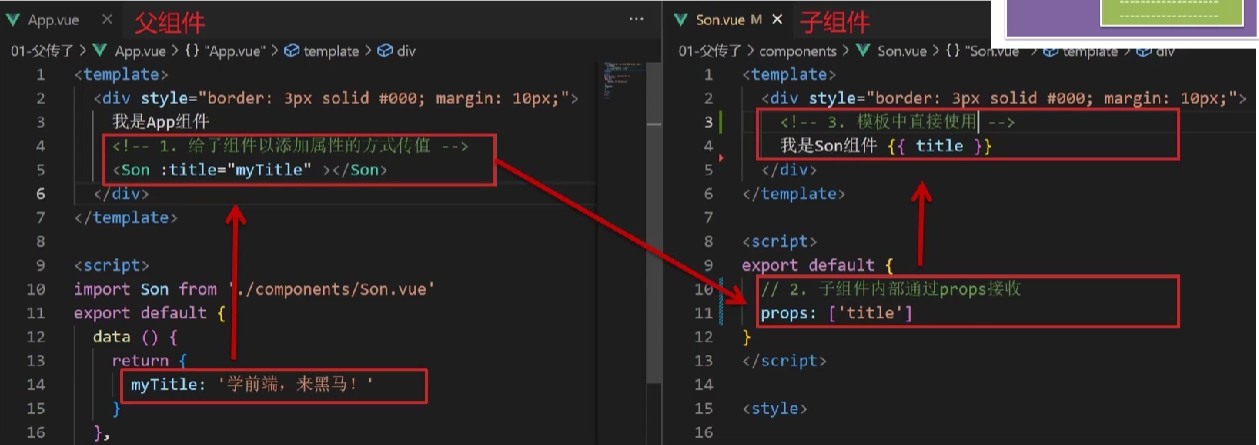 App.vue
父组件
01-父传了 > App.vue > {} "App.vue" > template > div
1 <template>
2 <div style="border: 3px solid #000; margin: 10px;">
3 我是App组件
4 <!-- 1. 给子组件以添加属性的方式传值 -->
5 <Son :title="myTitle" ></Son>
6 </div>
7 </template>
8
9 <script>
10 import Son from './components/Son.vue'
11 export default {
12 data () {
13 return {
14 myTitle: '学前端，来黑马！'
15 }
16 },
Son.vue M
子组件
01-父传了 > components > Son.vue > {} "Son.vue" > template > div
1 <template>
2 <div style="border: 3px solid #000; margin: 10px;">
3 <!-- 3. 模板中直接使用 -->
4 我是Son组件 {{ title }}
5 </div>
6 </template>
7
8 <script>
9 export default {
10 // 2. 子组件内部通过props接收
11 props: ['title']
12 }
13 </script>
14
15 <style>
16